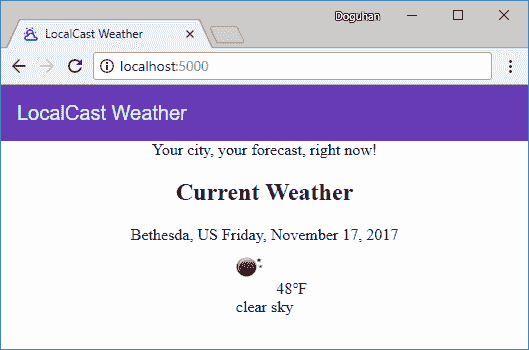 Doguhan
LocalCast Weather
localhost:5000
LocalCast Weather
Your city, your forecast, right now!
Current Weather
Bethesda, US Friday, November 17, 2017
48°F
clear sky